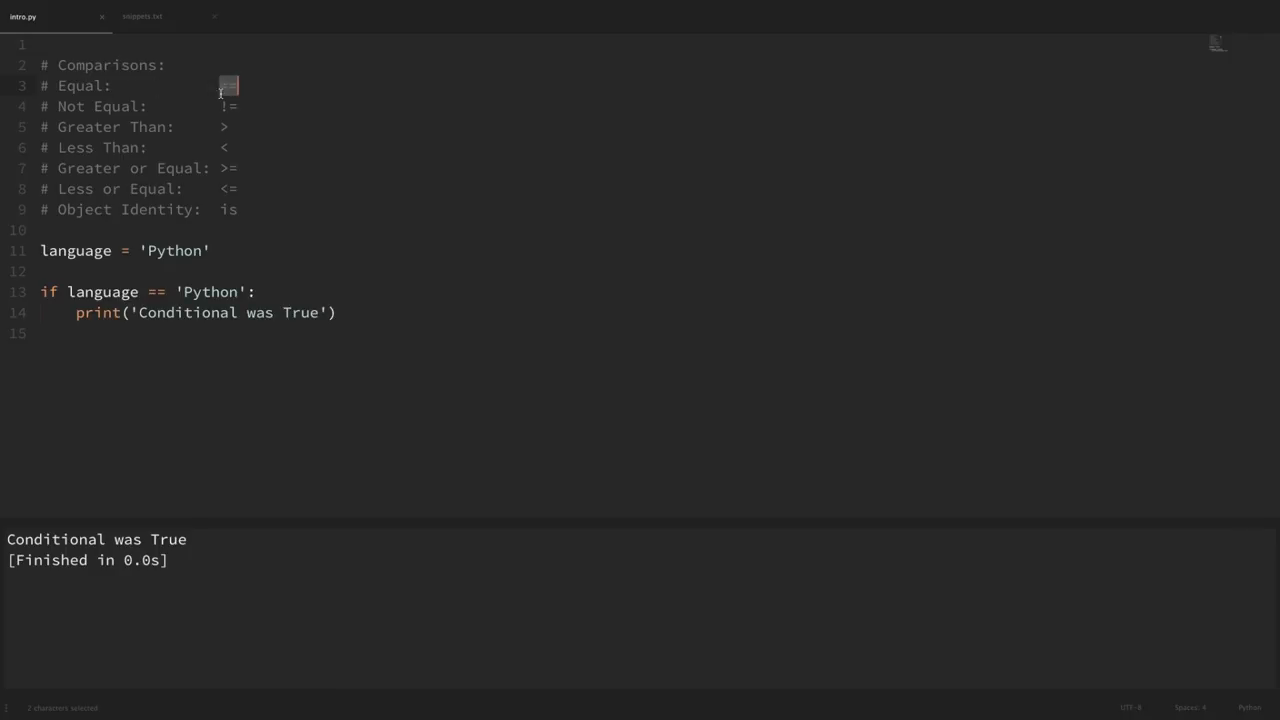 intro.py × snippets.txt ×
1
2 # Comparisons:
3 # Equal: ==
4 # Not Equal: !=
5 # Greater Than: >
6 # Less Than: <
7 # Greater or Equal: >=
8 # Less or Equal: <=
9 # Object Identity: is
10
11 language = 'Python'
12
13 if language == 'Python':
14 print('Conditional was True')
15
Conditional was True
[Finished in 0.0s]
2 characters selected UTF-8 Spaces: 4 Python